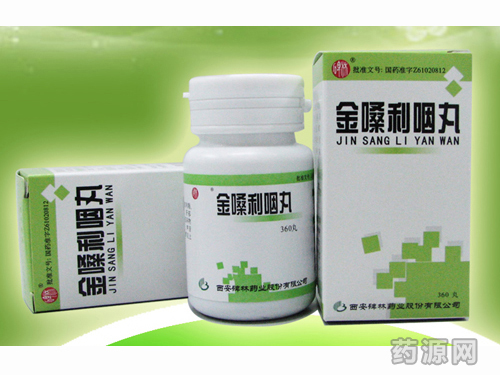 批准文号: 国药准字Z61020812
金嗓利咽丸
JIN SANG LI YAN WAN
金嗓利咽丸
360丸
西安碑林药业股份有限公司
批准文号: 国药准字Z61020812
金嗓利咽丸
JIN SANG LI YAN WAN
360丸
西安碑林药业股份有限公司
药源网